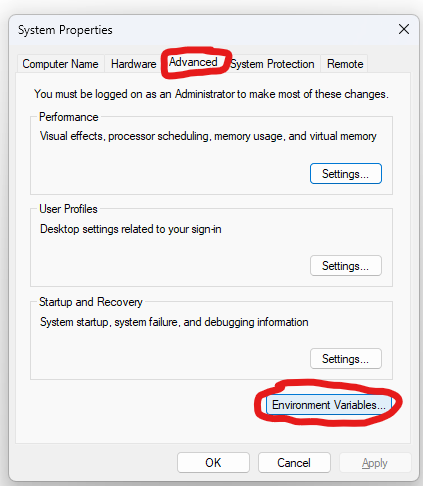 System Properties
Computer Name Hardware Advanced System Protection Remote
You must be logged on as an Administrator to make most of these changes.
Performance
Visual effects, processor scheduling, memory usage, and virtual memory
Settings...
User Profiles
Desktop settings related to your sign-in
Settings...
Startup and Recovery
System startup, system failure, and debugging information
Settings...
Environment Variables...
OK Cancel Apply